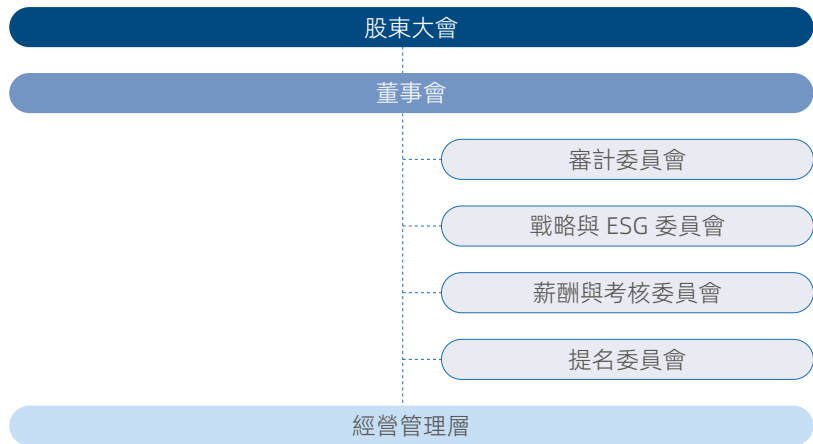 股東大會
董事會
審計委員會
戰略與 ESG 委員會
薪酬與考核委員會
提名委員會
經營管理層